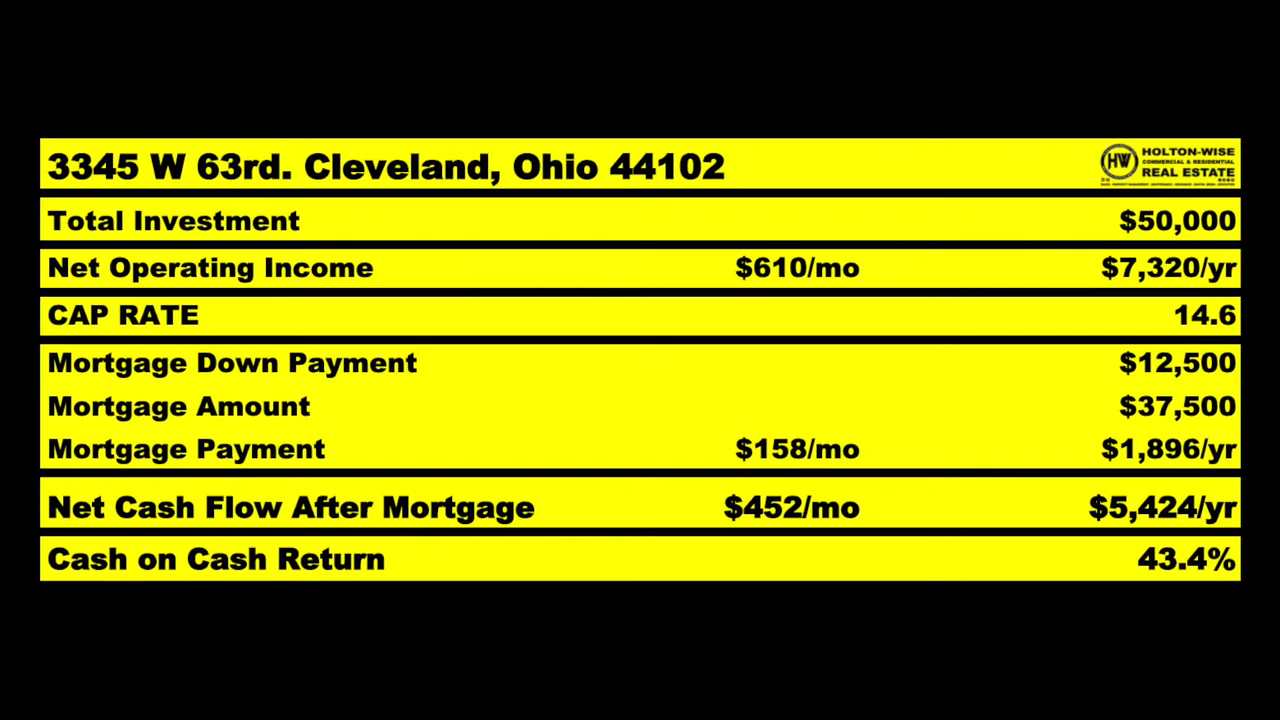 3345 W 63rd. Cleveland, Ohio 44102
HOLTON-WISE
COMMERCIAL & RESIDENTIAL
REAL ESTATE
HW
Total Investment $50,000
Net Operating Income $610/mo $7,320/yr
CAP RATE 14.6
Mortgage Down Payment $12,500
Mortgage Amount $37,500
Mortgage Payment $158/mo $1,896/yr
Net Cash Flow After Mortgage $452/mo $5,424/yr
Cash on Cash Return 43.4%